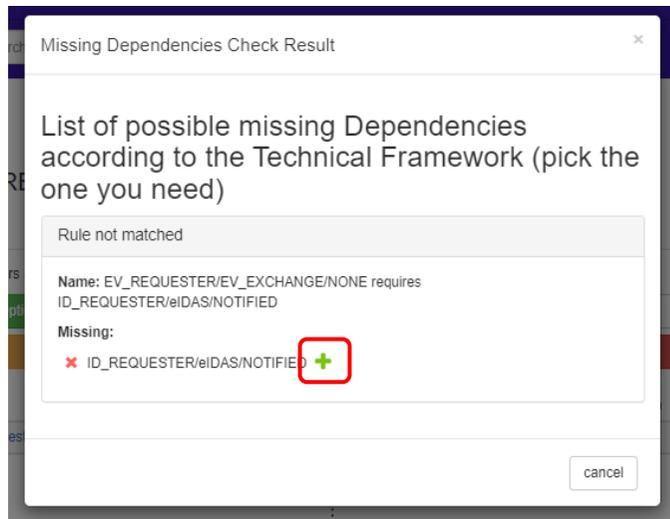 Missing Dependencies Check Result
×
List of possible missing Dependencies
according to the Technical Framework (pick the
one you need)
Rule not matched
Name: EV_REQUESTER/EV_EXCHANGE/NONE requires
ID_REQUESTER/eIDAS/NOTIFIED
Missing:
ID_REQUESTER/eIDAS/NOTIFIED
cancel